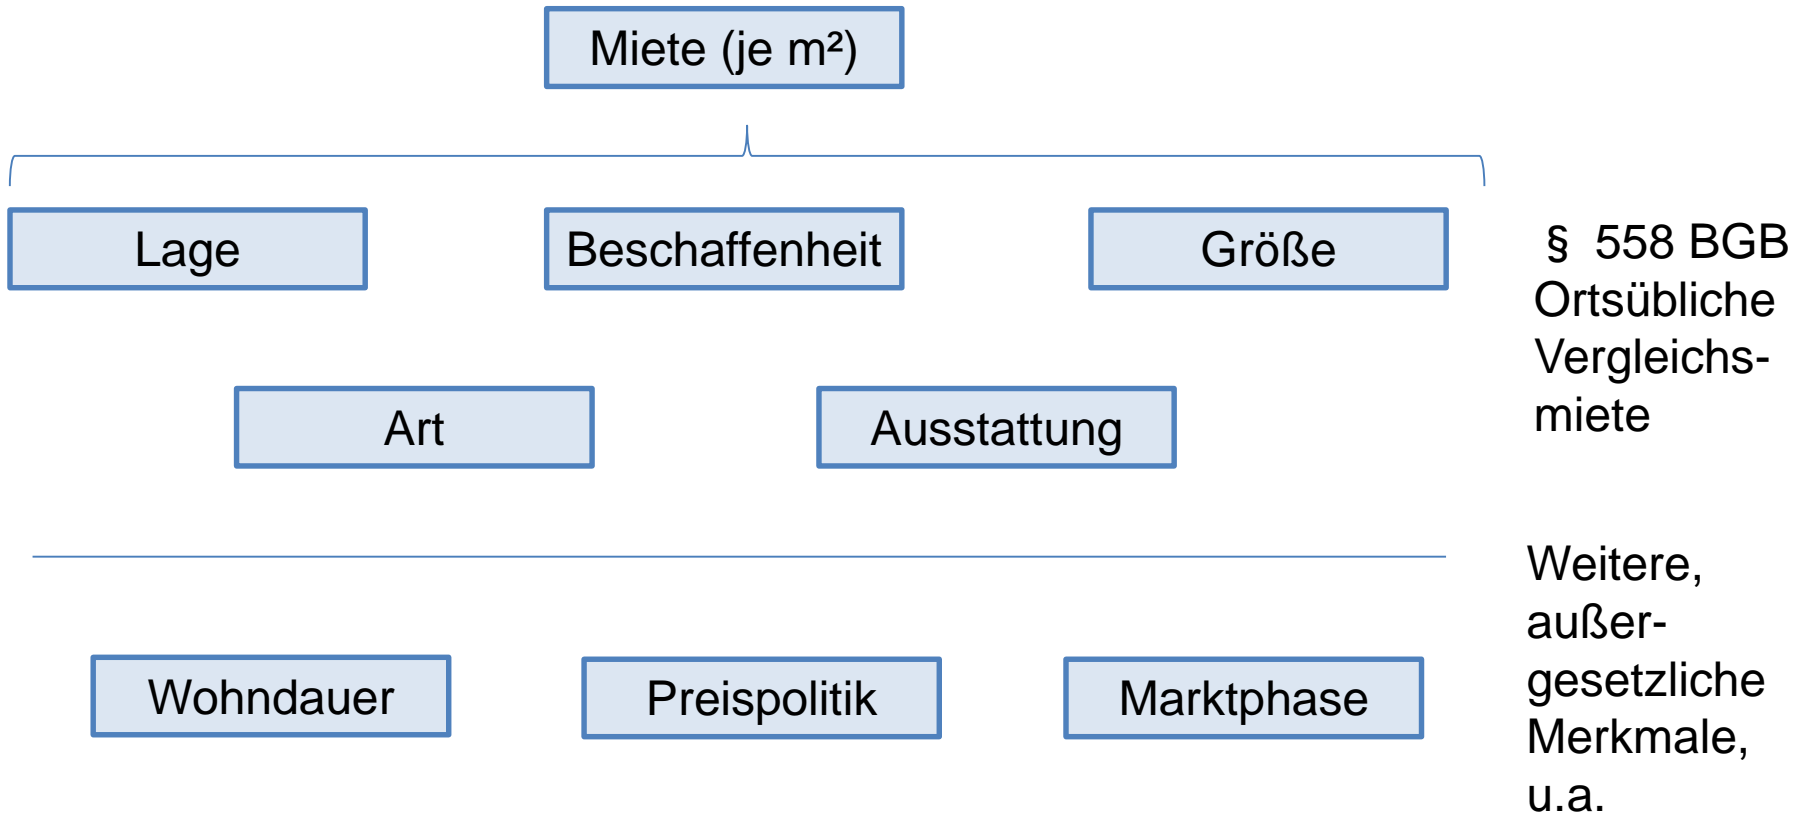 Miete (je m²)
Lage
Beschaffenheit
Größe
Art
Ausstattung
§ 558 BGB
Ortsübliche
Vergleichs-
miete
Wohndauer
Preispolitik
Marktphase
Weitere,
außer-
gesetzliche
Merkmale,
u.a.